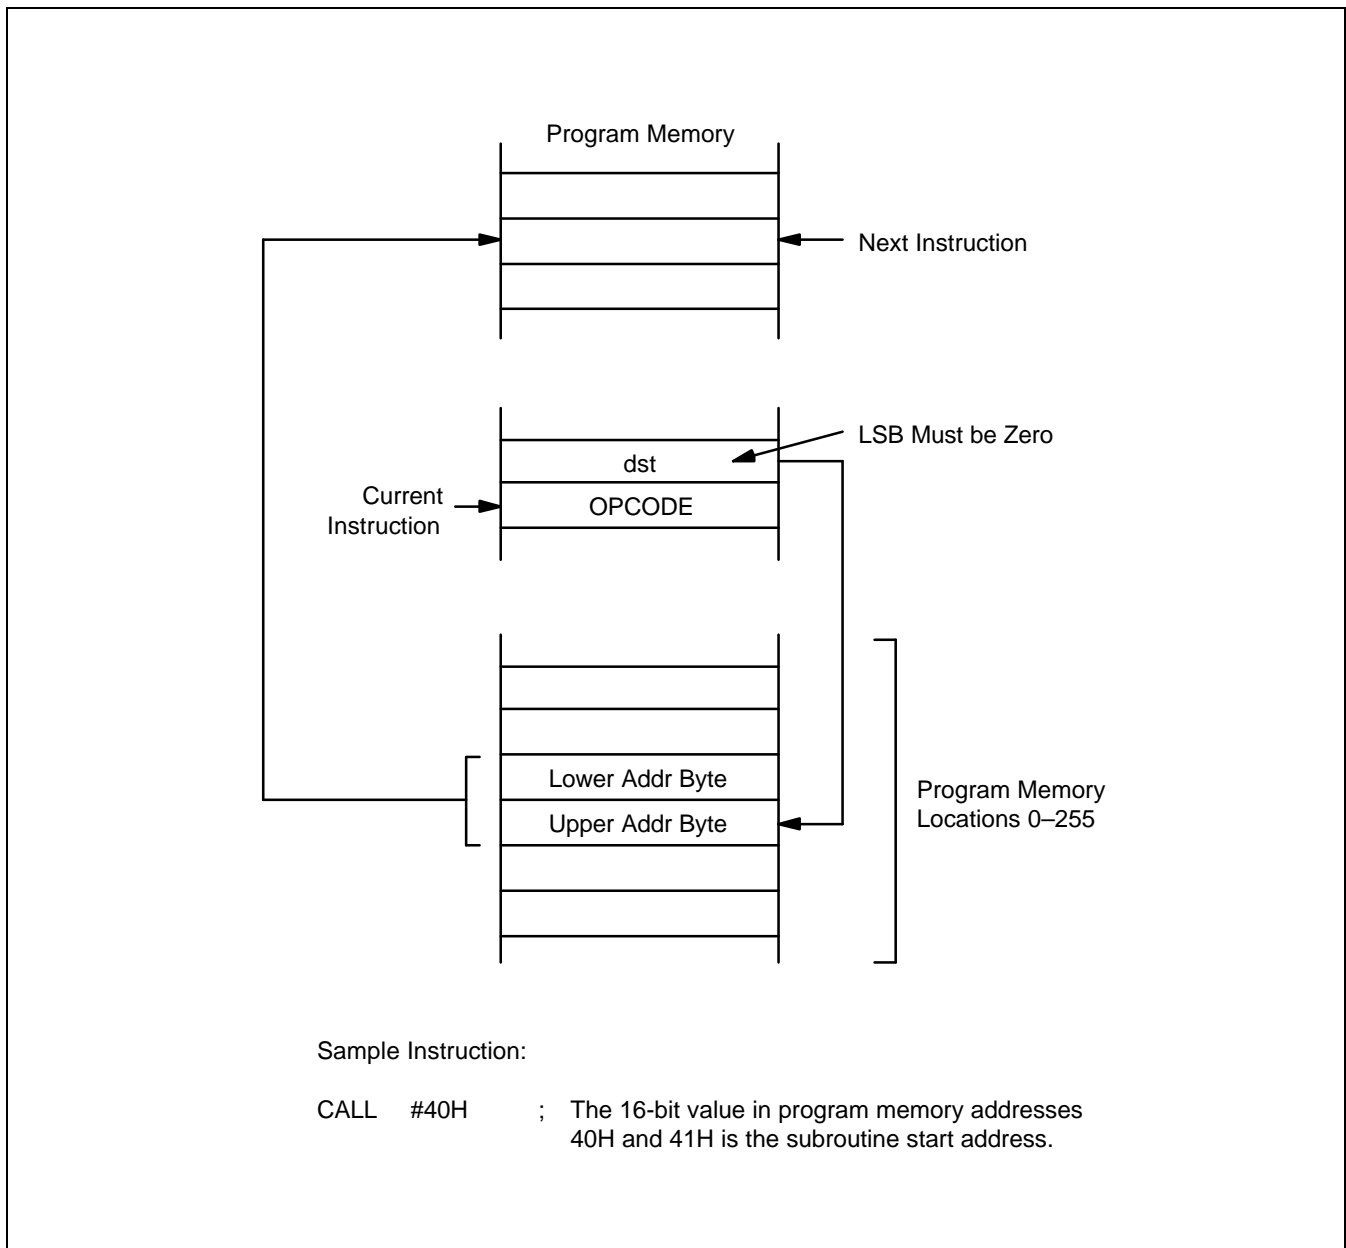 Program Memory
Next Instruction
LSB Must be Zero
dst
Current
Instruction
OPCODE
Lower Addr Byte
Upper Addr Byte
Program Memory
Locations 0–255
Sample Instruction:
CALL #40H ; The 16-bit value in program memory addresses
40H and 41H is the subroutine start address.